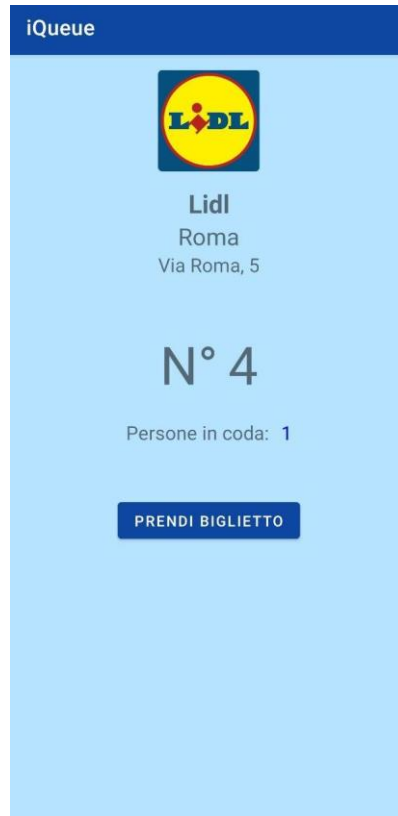 iQueue
LIDL
Lidl
Roma
Via Roma, 5
N° 4
Persone in coda: 1
PRENDI BIGLIETTO